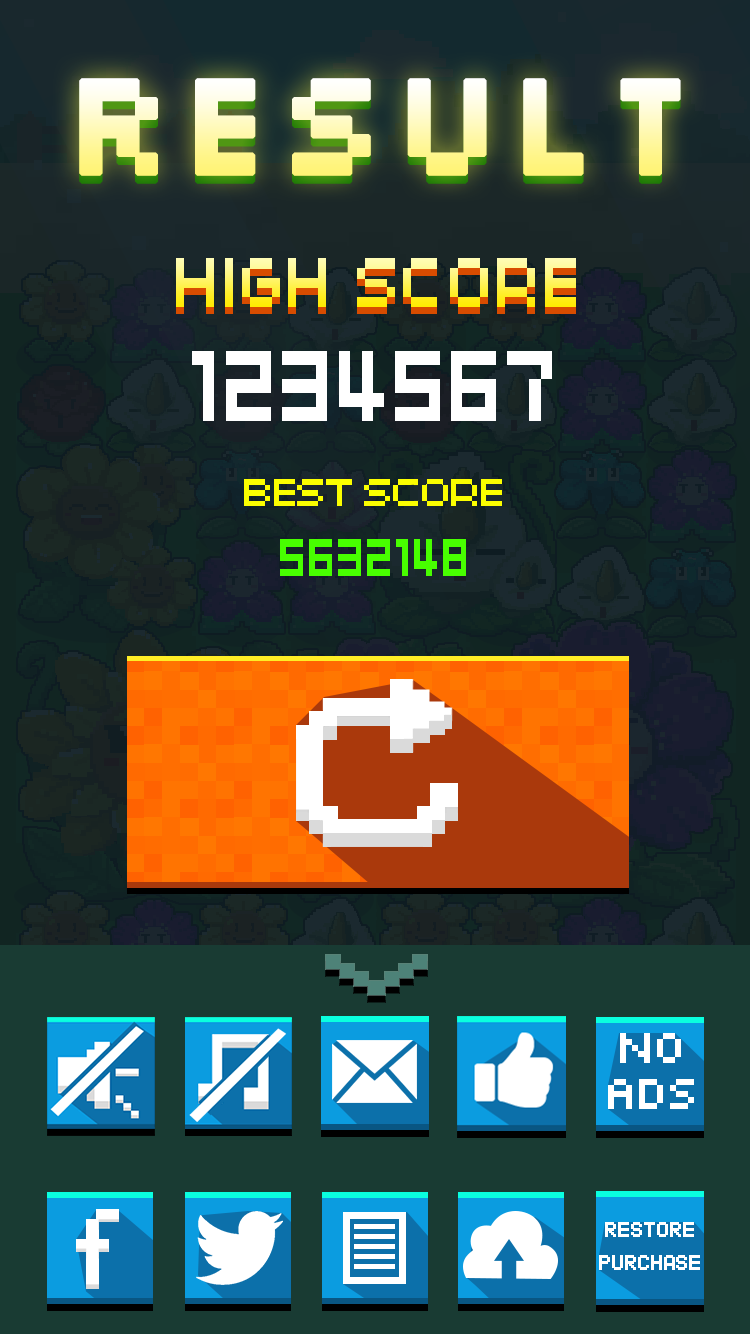 RESULT
HIGH SCORE
1234567
BEST SCORE
5632148
NO
ADS
RESTORE
PURCHASE